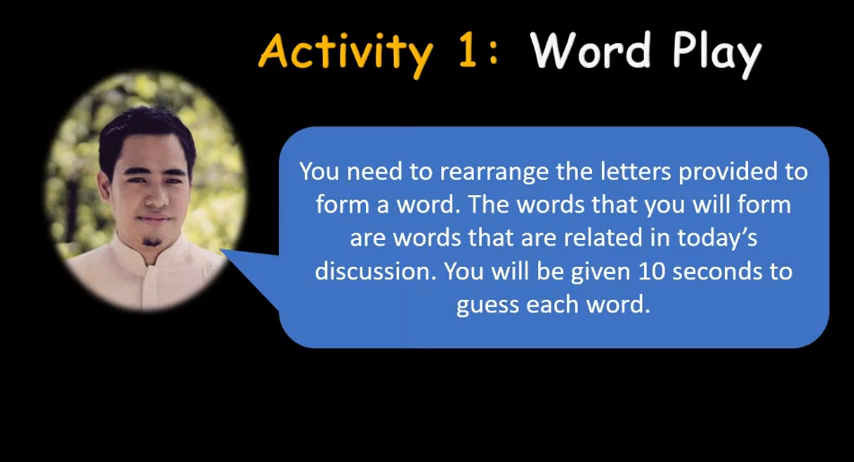 Activity 1: Word Play
You need to rearrange the letters provided to
form a word. The words that you will form
are words that are related in today’s
discussion. You will be given 10 seconds to
guess each word.